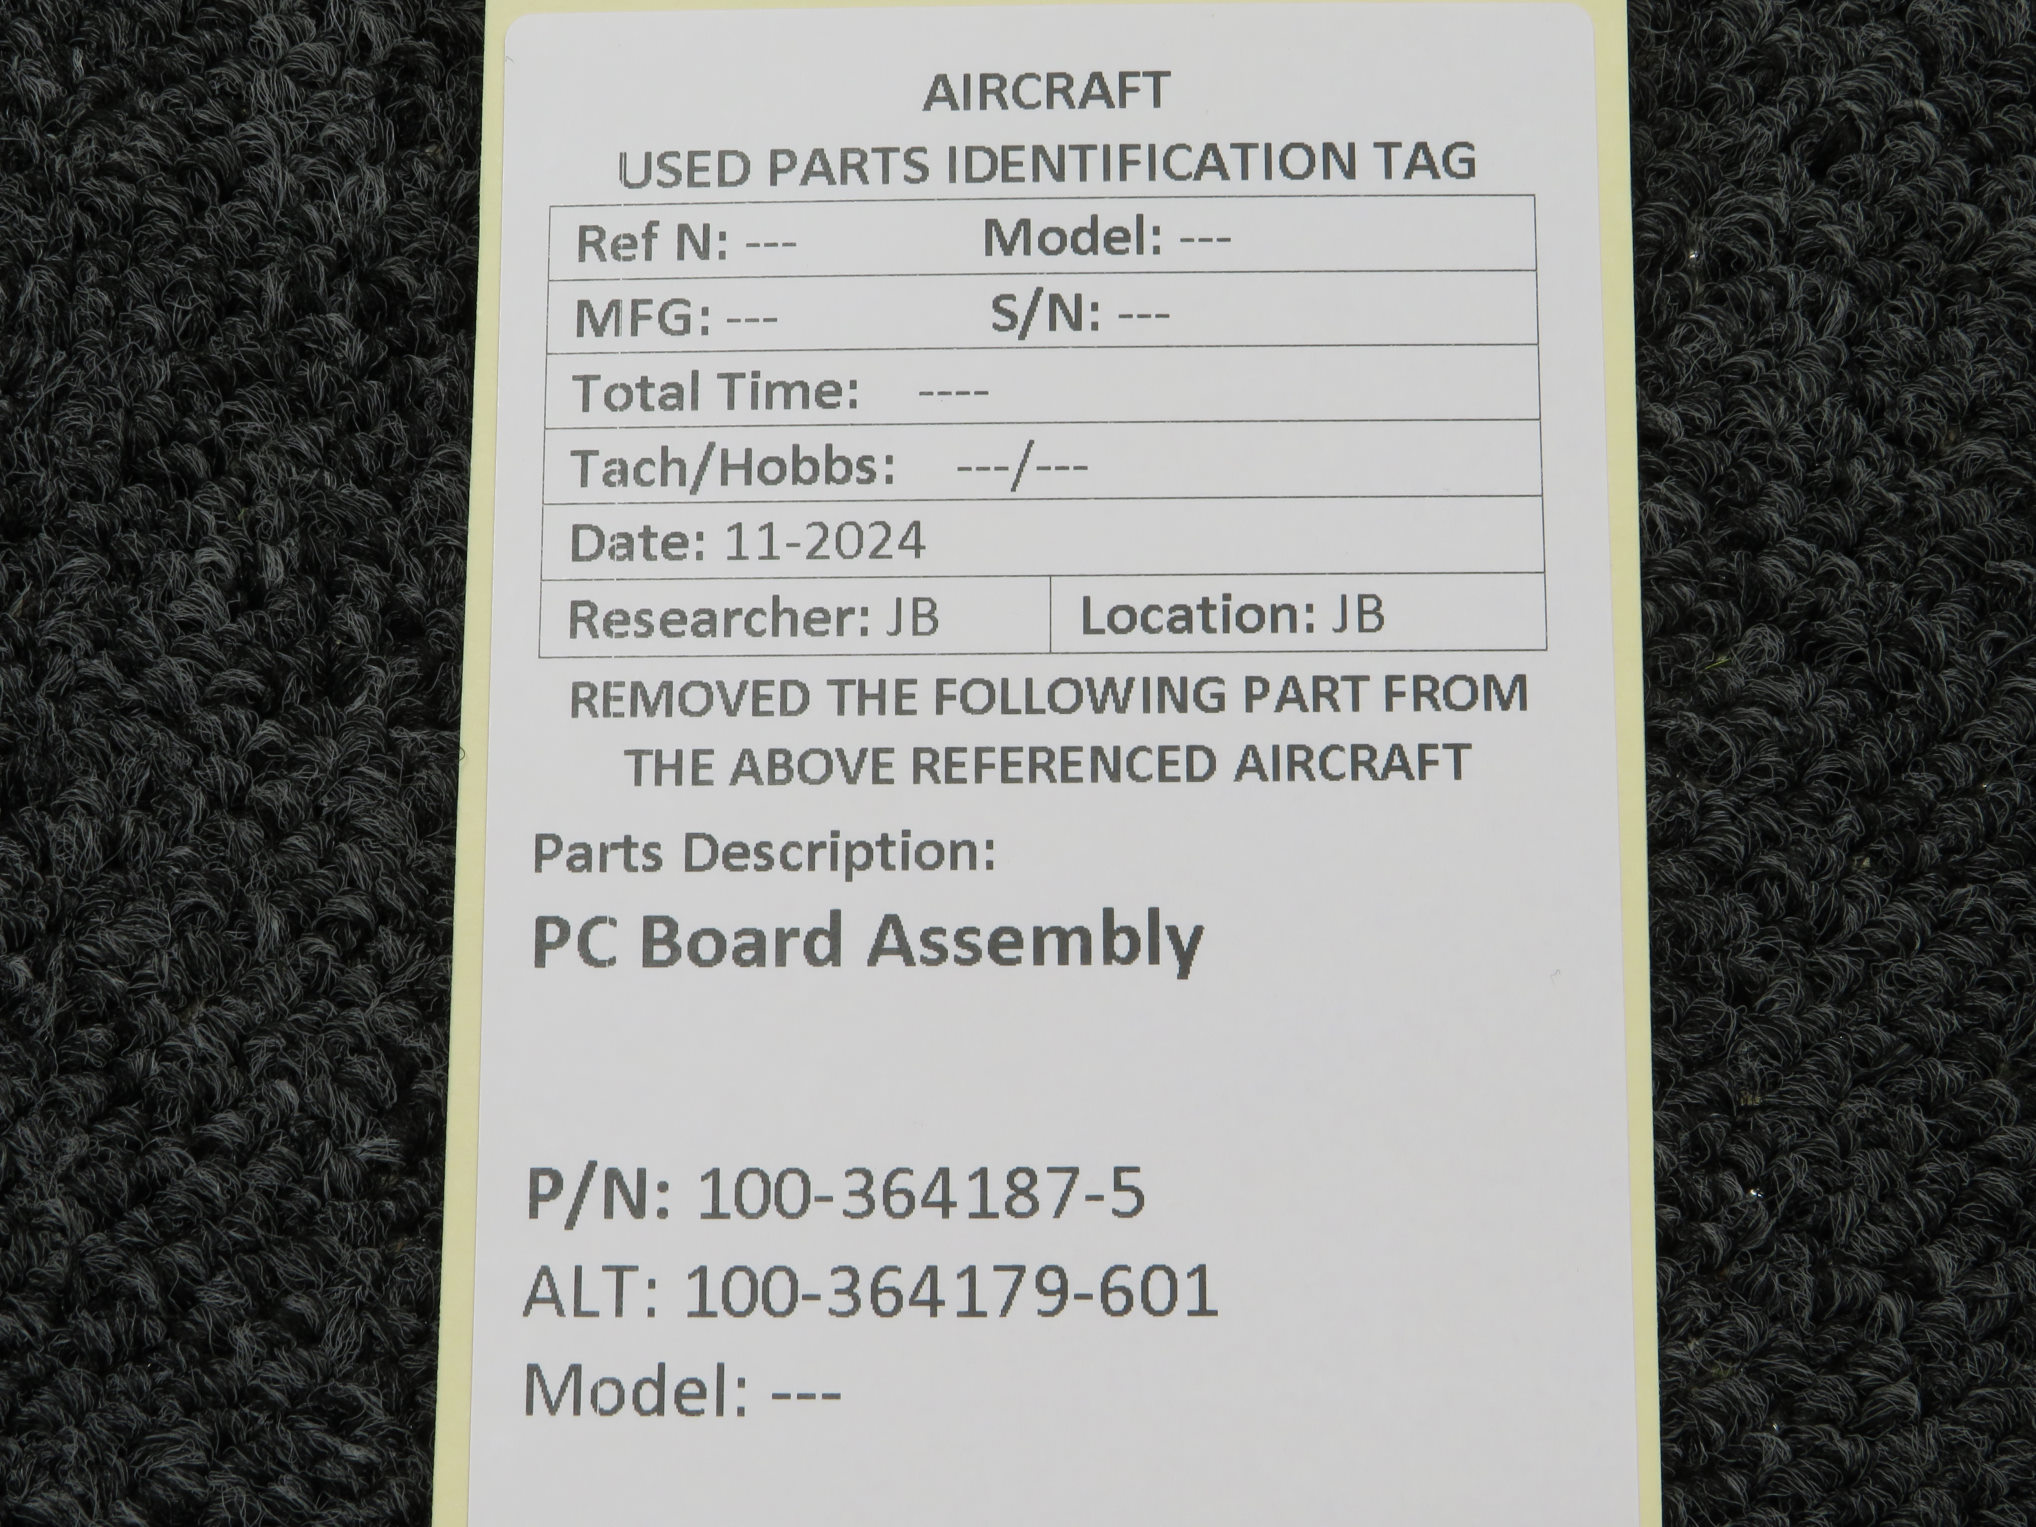 AIRCRAFT
USED PARTS IDENTIFICATION TAG
Ref N: --- Model: ---
MFG: --- S/N: ---
Total Time: ----
Tach/Hobbs: ---/---
Date: 11-2024
Researcher: JB Location: JB
REMOVED THE FOLLOWING PART FROM
THE ABOVE REFERENCED AIRCRAFT
Parts Description:
PC Board Assembly
P/N: 100-364187-5
ALT: 100-364179-601
Model: ---